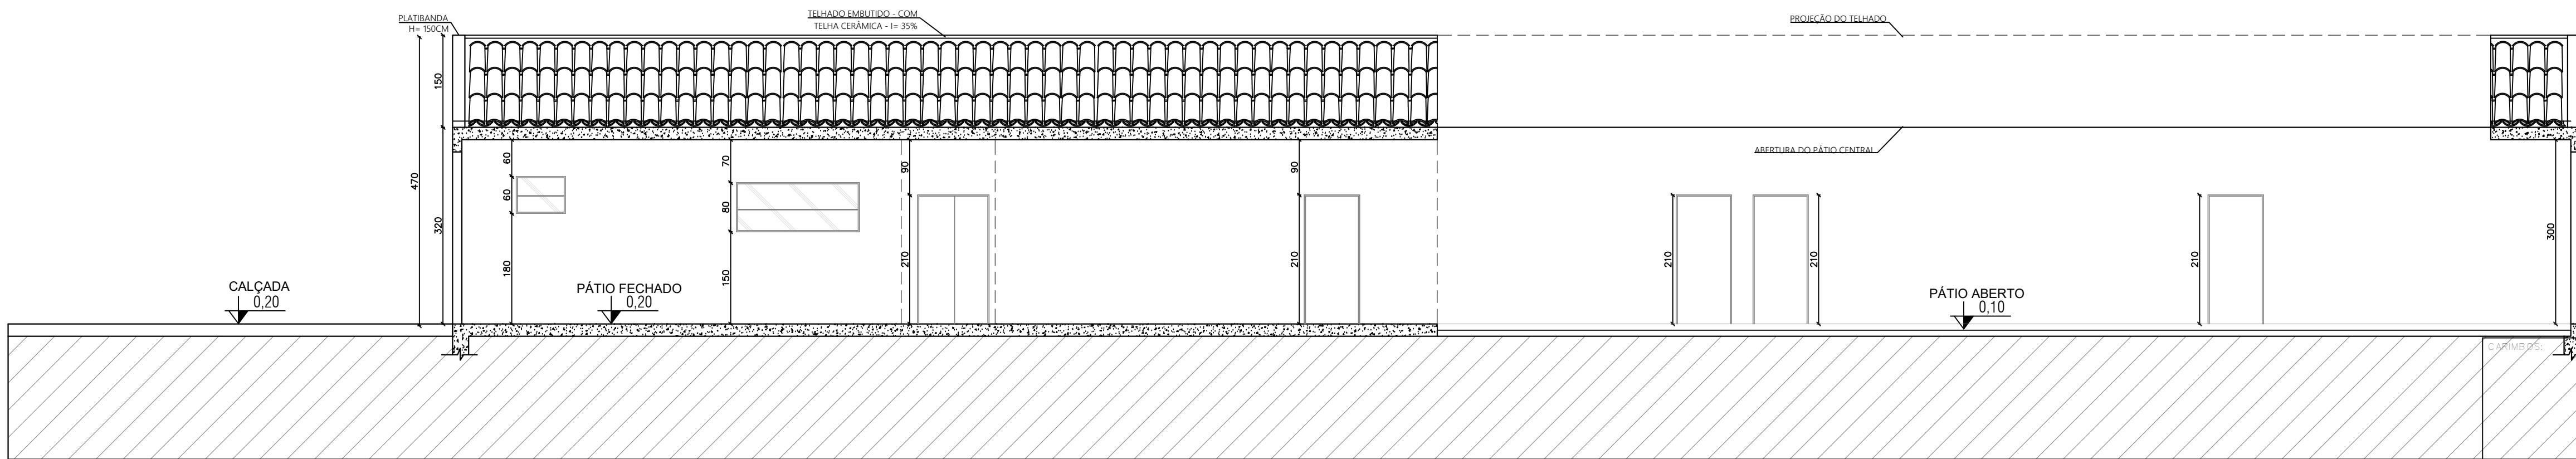 PLATIBANDA
H= 150CM
TELHADO EMBUTIDO - COM
TELHA CERÂMICA - I= 35%
PROJEÇÃO DO TELHADO
150
470
320
60
60
180
70
80
150
90
210
90
210
ABERTURA DO PÁTIO CENTRAL
210
210
210
300
CALÇADA
0,20
PÁTIO FECHADO
0,20
PÁTIO ABERTO
0,10
CARIMBOS: